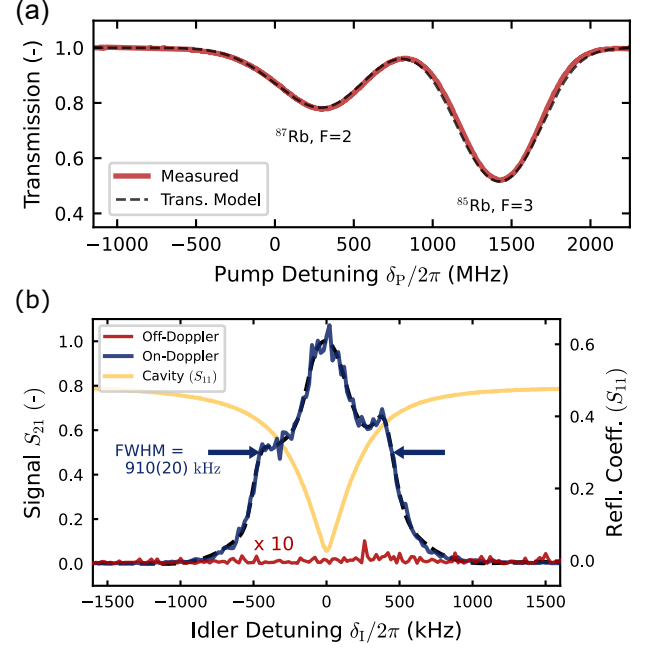 (a)
Transmission (-)
1.0
0.8
0.6
0.4
⁸⁷Rb, F=2
⁸⁵Rb, F=3
Measured
Trans. Model
−1000 −500 0 500 1000 1500 2000
Pump Detuning δ_P/2π (MHz)
(b)
Signal S₂₁ (-)
1.0
0.8
0.6
0.4
0.2
0.0
Off-Doppler
On-Doppler
Cavity (S₁₁)
FWHM =
910(20) kHz
x 10
0.6
0.4
0.2
0.0
Refl. Coeff. (S₁₁)
−1500 −1000 −500 0 500 1000 1500
Idler Detuning δ_I/2π (kHz)